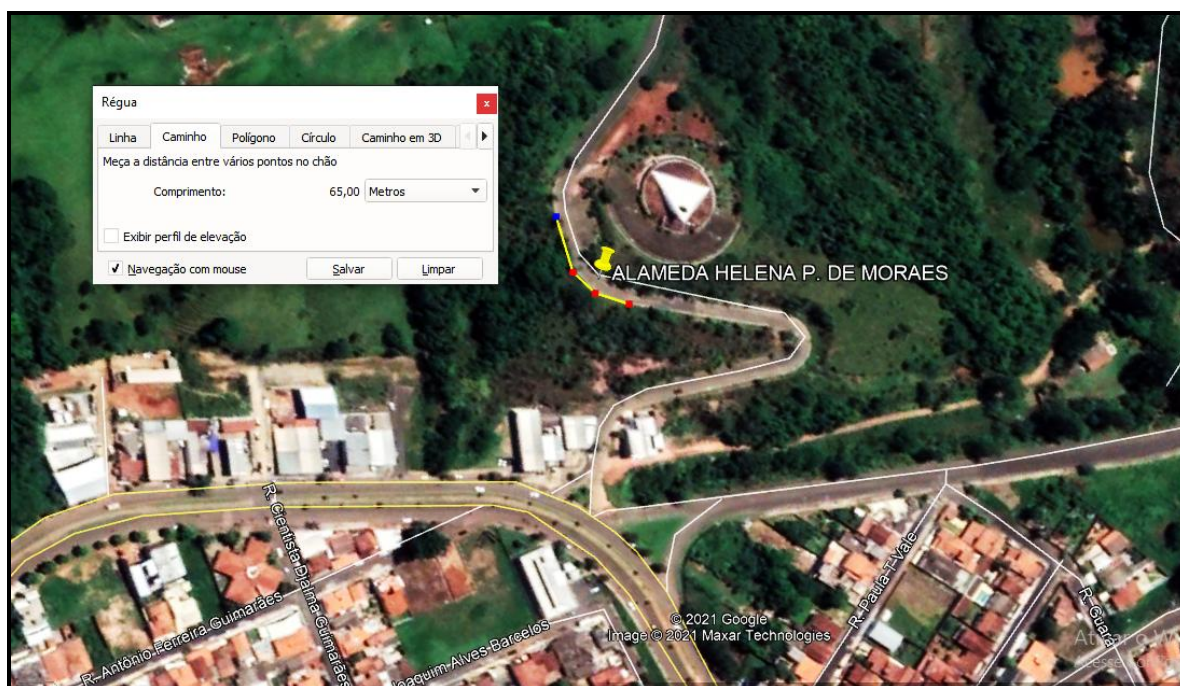 Régua
x
Linha Caminho Polígono Círculo Caminho em 3D
Meça a distância entre vários pontos no chão
Comprimento: 65,00 Metros
Exibir perfil de elevação
Navegação com mouse Salvar Limpar
ALAMEDA HELENA P. DE MORAES
R. Cientista Djalma Guimarães
R. Antônio Ferreira Guimarães
Joaquim Alves Barcelos
R. Paula T Vale
R. Guará
© 2021 Google
Image © 2021 Maxar Technologies